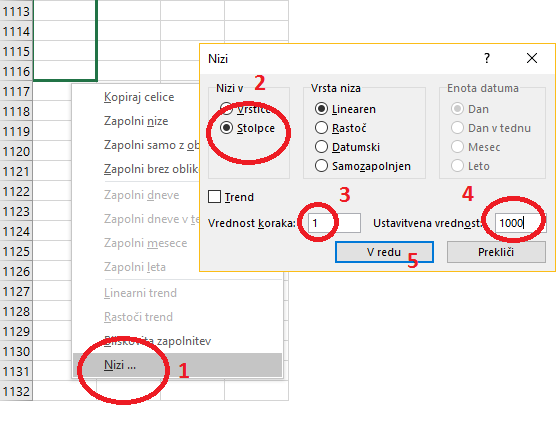 1113
1114
1115
1116
1117
1118
1119
1120
1121
1122
1123
1124
1125
1126
1127
1128
1129
1130
1131
1132
Kopiraj celice
Zapolni nize
Zapolni samo z ob
Zapolni brez oblik
Zapolni dneve
Zapolni dneve v te
Zapolni mesece
Zapolni leta
Linearni trend
Rastoči trend
Bliskovita zapolnitev
Nizi ...
1
Nizi
?
Nizi v
2
Vrstice
Stolpce
Vrsta niza
Linearen
Rastoč
Datumski
Samozapolnjen
Enota datuma
Dan
Dan v tednu
Mesec
Leto
Trend
3
4
Vrednost koraka: 1
Ustavitvena vrednost: 1000
V redu
5
Prekliči